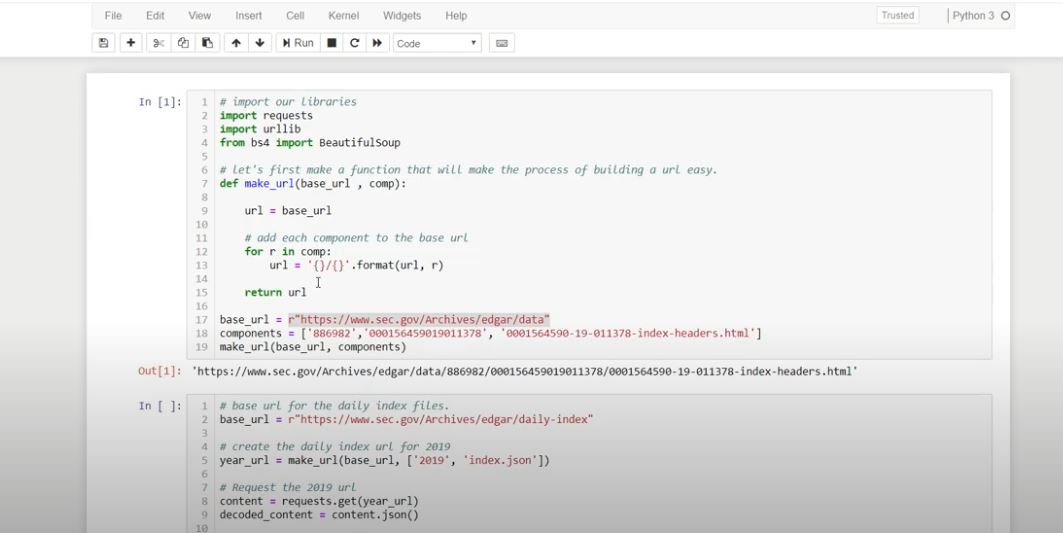 File Edit View Insert Cell Kernel Widgets Help Trusted Python 3
Run Code
In [1]:
1 # import our libraries
2 import requests
3 import urllib
4 from bs4 import BeautifulSoup
5
6 # let's first make a function that will make the process of building a url easy.
7 def make_url(base_url , comp):
8
9 url = base_url
10
11 # add each component to the base url
12 for r in comp:
13 url = '{}/{}'.format(url, r)
14
15 return url
16
17 base_url = r"https://www.sec.gov/Archives/edgar/data"
18 components = ['886982','000156459019011378', '0001564590-19-011378-index-headers.html']
19 make_url(base_url, components)
Out[1]: 'https://www.sec.gov/Archives/edgar/data/886982/000156459019011378/0001564590-19-011378-index-headers.html'
In [ ]:
1 # base url for the daily index files.
2 base_url = r"https://www.sec.gov/Archives/edgar/daily-index"
3
4 # create the daily index url for 2019
5 year_url = make_url(base_url, ['2019', 'index.json'])
6
7 # Request the 2019 url
8 content = requests.get(year_url)
9 decoded_content = content.json()
10